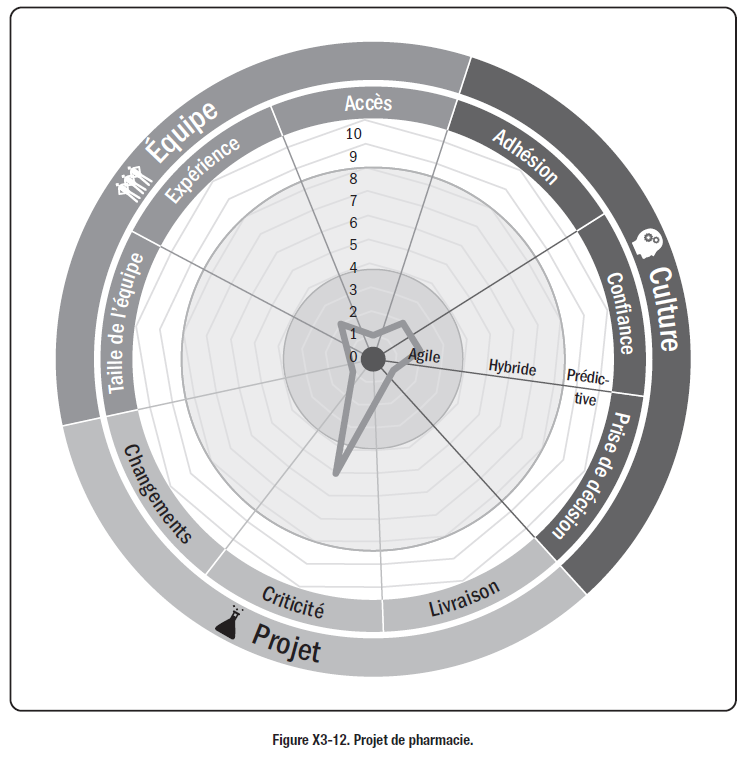 Équipe
Culture
Projet
Accès
Adhésion
Confiance
Prise de décision
Livraison
Criticité
Changements
Taille de l'équipe
Expérience
10
9
8
7
6
5
4
3
2
1
0
Agile
Hybride
Prédic-
tive
Figure X3-12. Projet de pharmacie.